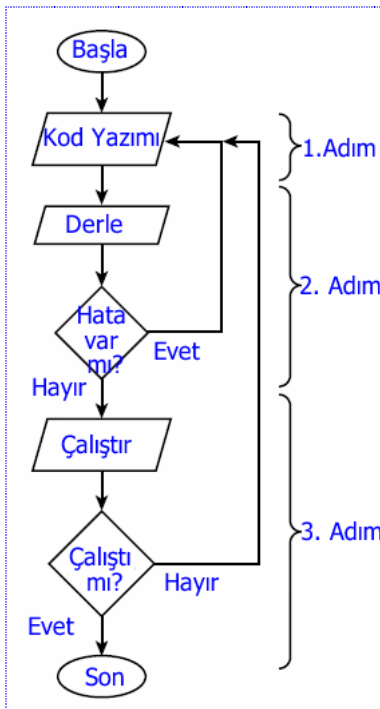 Başla
Kod Yazımı
1.Adım
Derle
2. Adım
Hata
var
mı?
Evet
Hayır
Çalıştır
3. Adım
Çalıştı
mı?
Hayır
Evet
Son